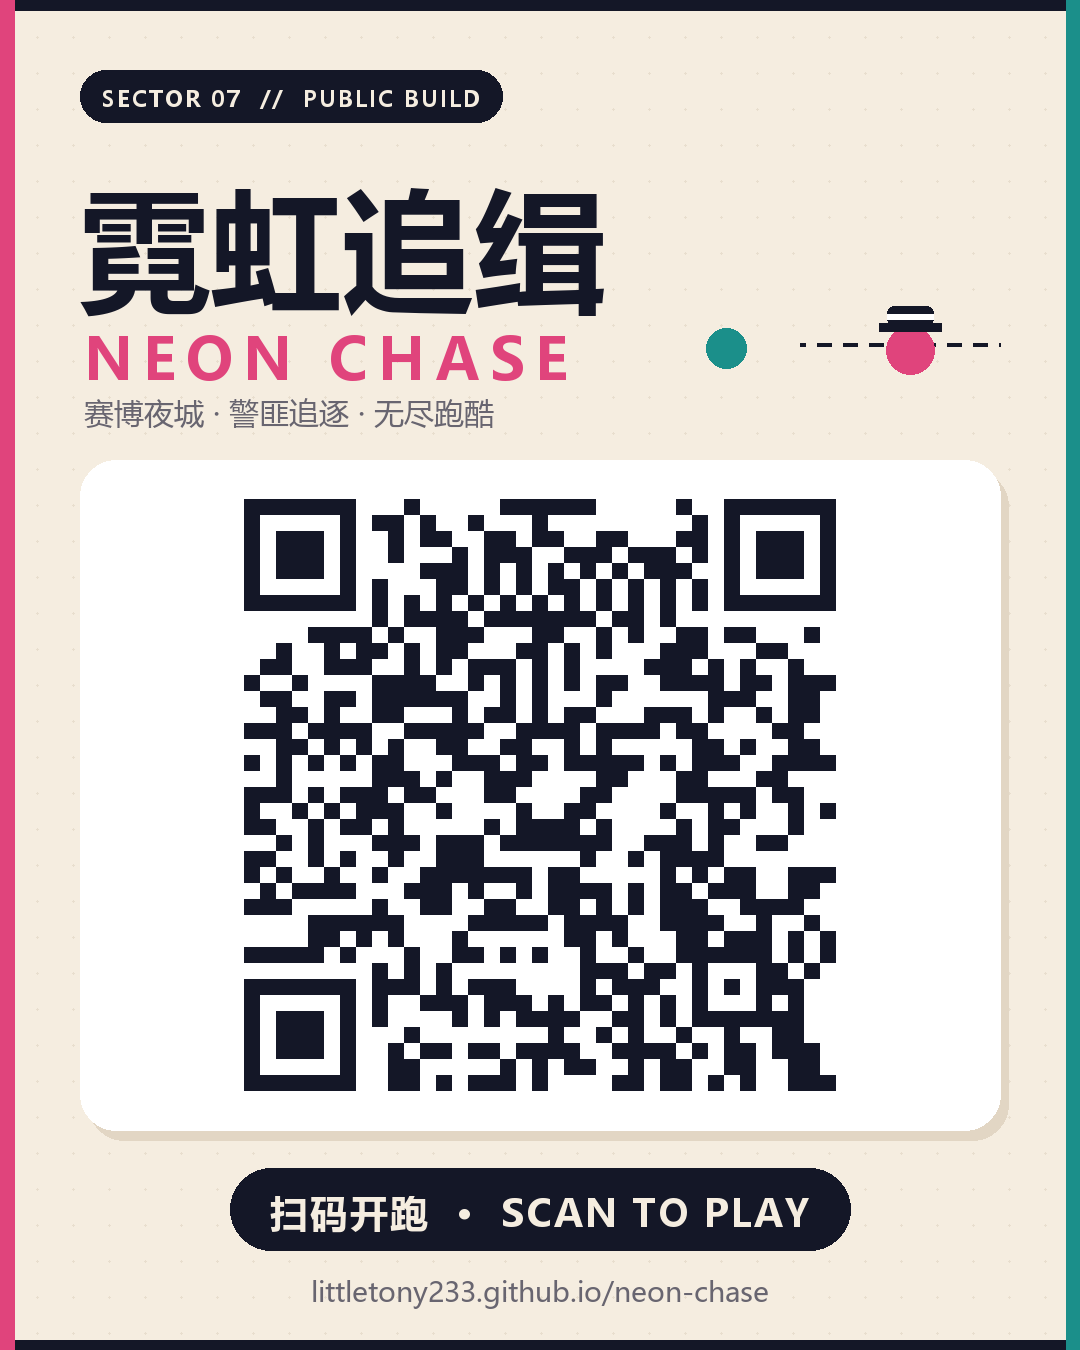 SECTOR 07 // PUBLIC BUILD
霓虹追缉
NEON CHASE
赛博夜城 · 警匪追逐 · 无尽跑酷
扫码开跑 • SCAN TO PLAY
littletony233.github.io/neon-chase